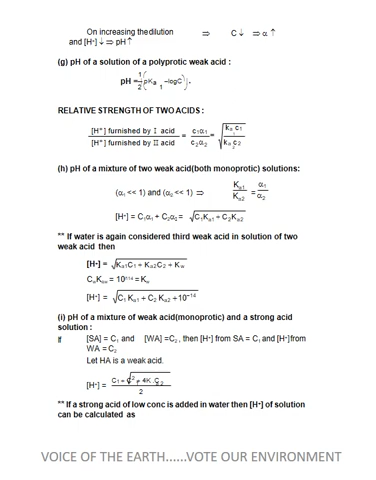 On increasing the dilution ⇒ C ↓ ⇒ α ↑
and [H⁺] ↓ ⇒ pH ↑
(g) pH of a solution of a polyprotic weak acid :
pH = 1/2 (pKa1 –logC) .
RELATIVE STRENGTH OF TWO ACIDS :
[H⁺] furnished by I acid / [H⁺] furnished by II acid = c₁α₁ / c₂α₂ = √(ka c₁ / ka c₂)
(h) pH of a mixture of two weak acid(both monoprotic) solutions:
(α₁ << 1) and (α₂ << 1) ⇒ Ka1 / Ka2 = α₁ / α₂
[H⁺] = C₁α₁ + C₂α₂ = √(C₁Ka1 + C₂Ka2)
** If water is again considered third weak acid in solution of two
weak acid then
[H⁺] = √(Ka1C₁ + Ka2C₂ + Kw
CwKaw = 10⁻¹⁴ = Kw
[H⁺] = √(C₁ Ka1 + C₂ Ka2 +10⁻¹⁴
(i) pH of a mixture of weak acid(monoprotic) and a strong acid
solution :
If [SA] = C₁ and [WA] =C₂ , then [H⁺] from SA = C₁ and [H⁺]from
WA = C₂
Let HA is a weak acid.
[H⁺] = C₁ + √(C₁² + 4Ka.C₂ / 2
** If a strong acid of low conc is added in water then [H⁺] of solution
can be calculated as
VOICE OF THE EARTH......VOTE OUR ENVIRONMENT